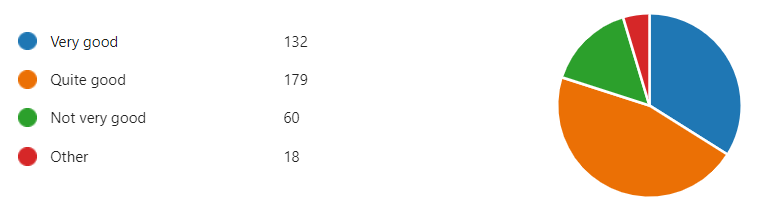 Very good 132
Quite good 179
Not very good 60
Other 18